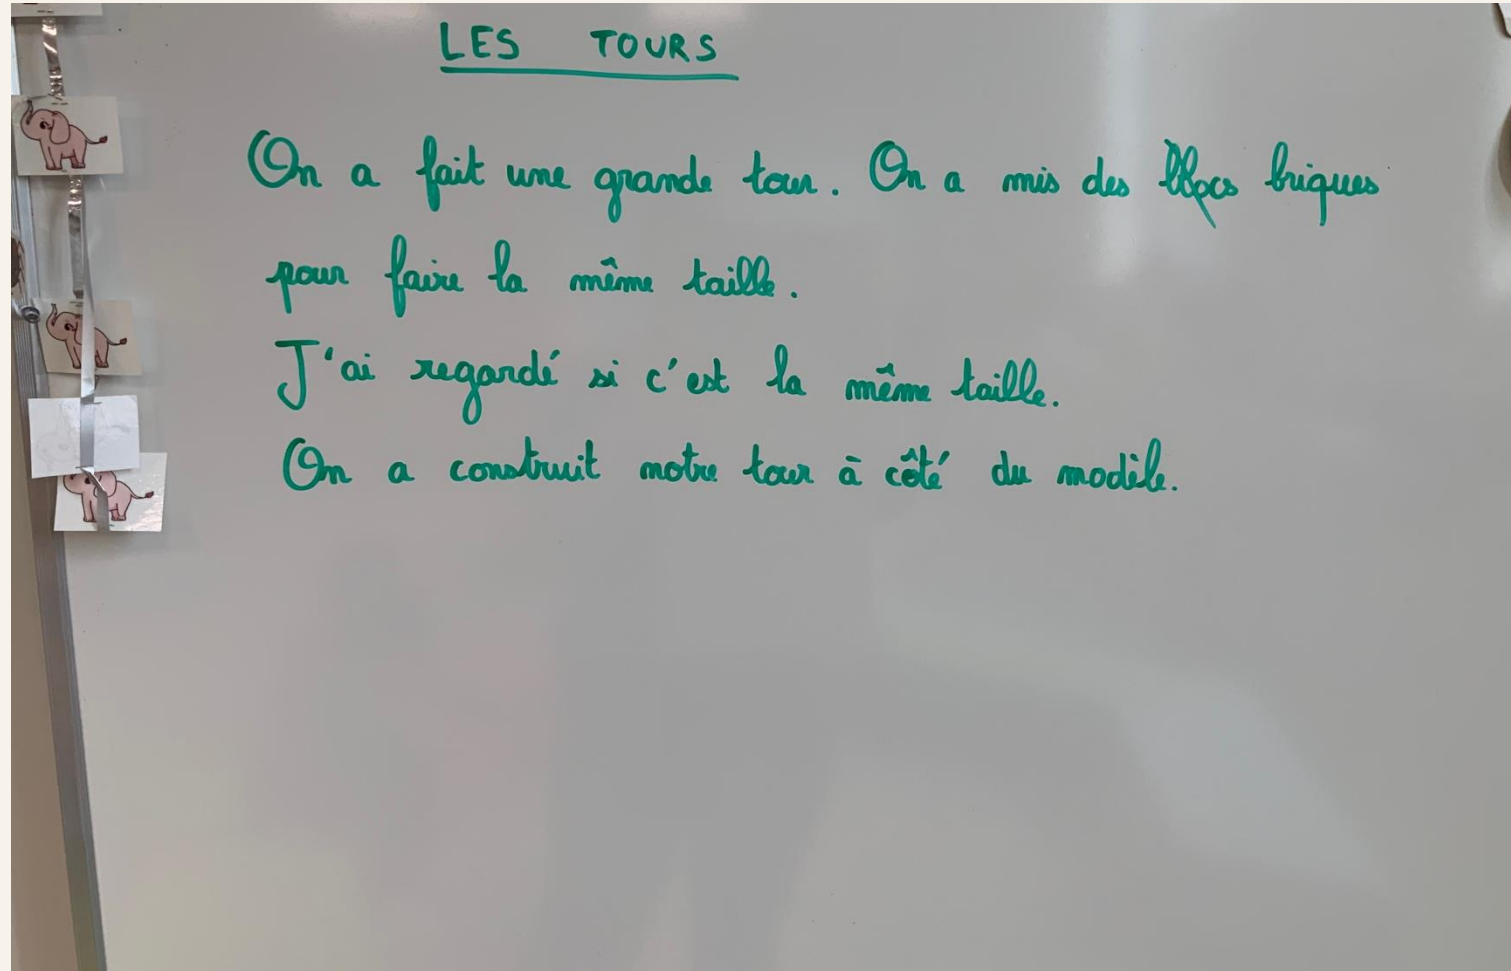 LES TOURS
On a fait une grande tour. On a mis des blocs briques
pour faire la même taille.
J'ai regardé si c'est la même taille.
On a construit notre tour à côté du modèle.